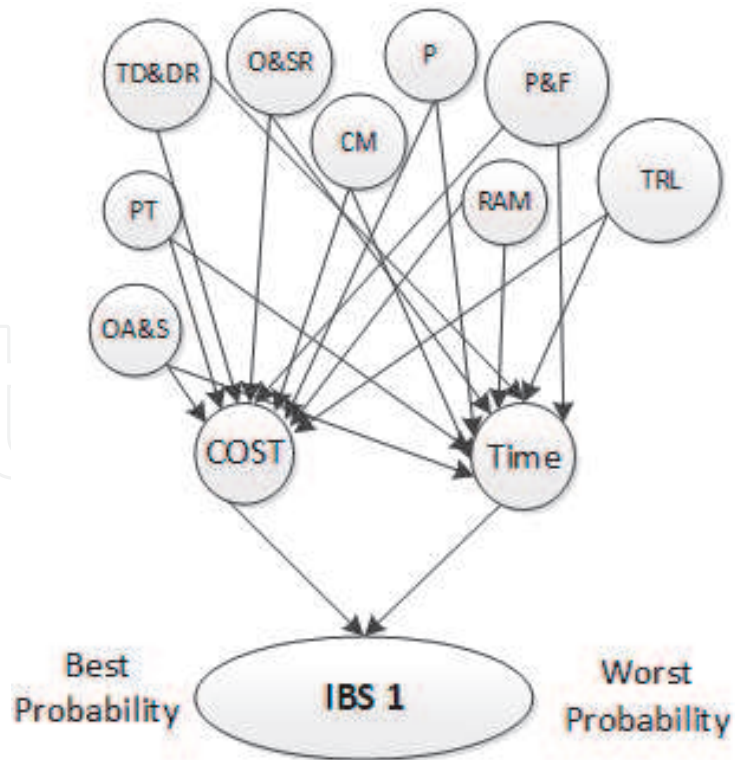 O&SR
P
TD&DR
P&F
CM
TRL
PT
RAM
OA&S
COST
Time
Best
Probability
IBS 1
Worst
Probability